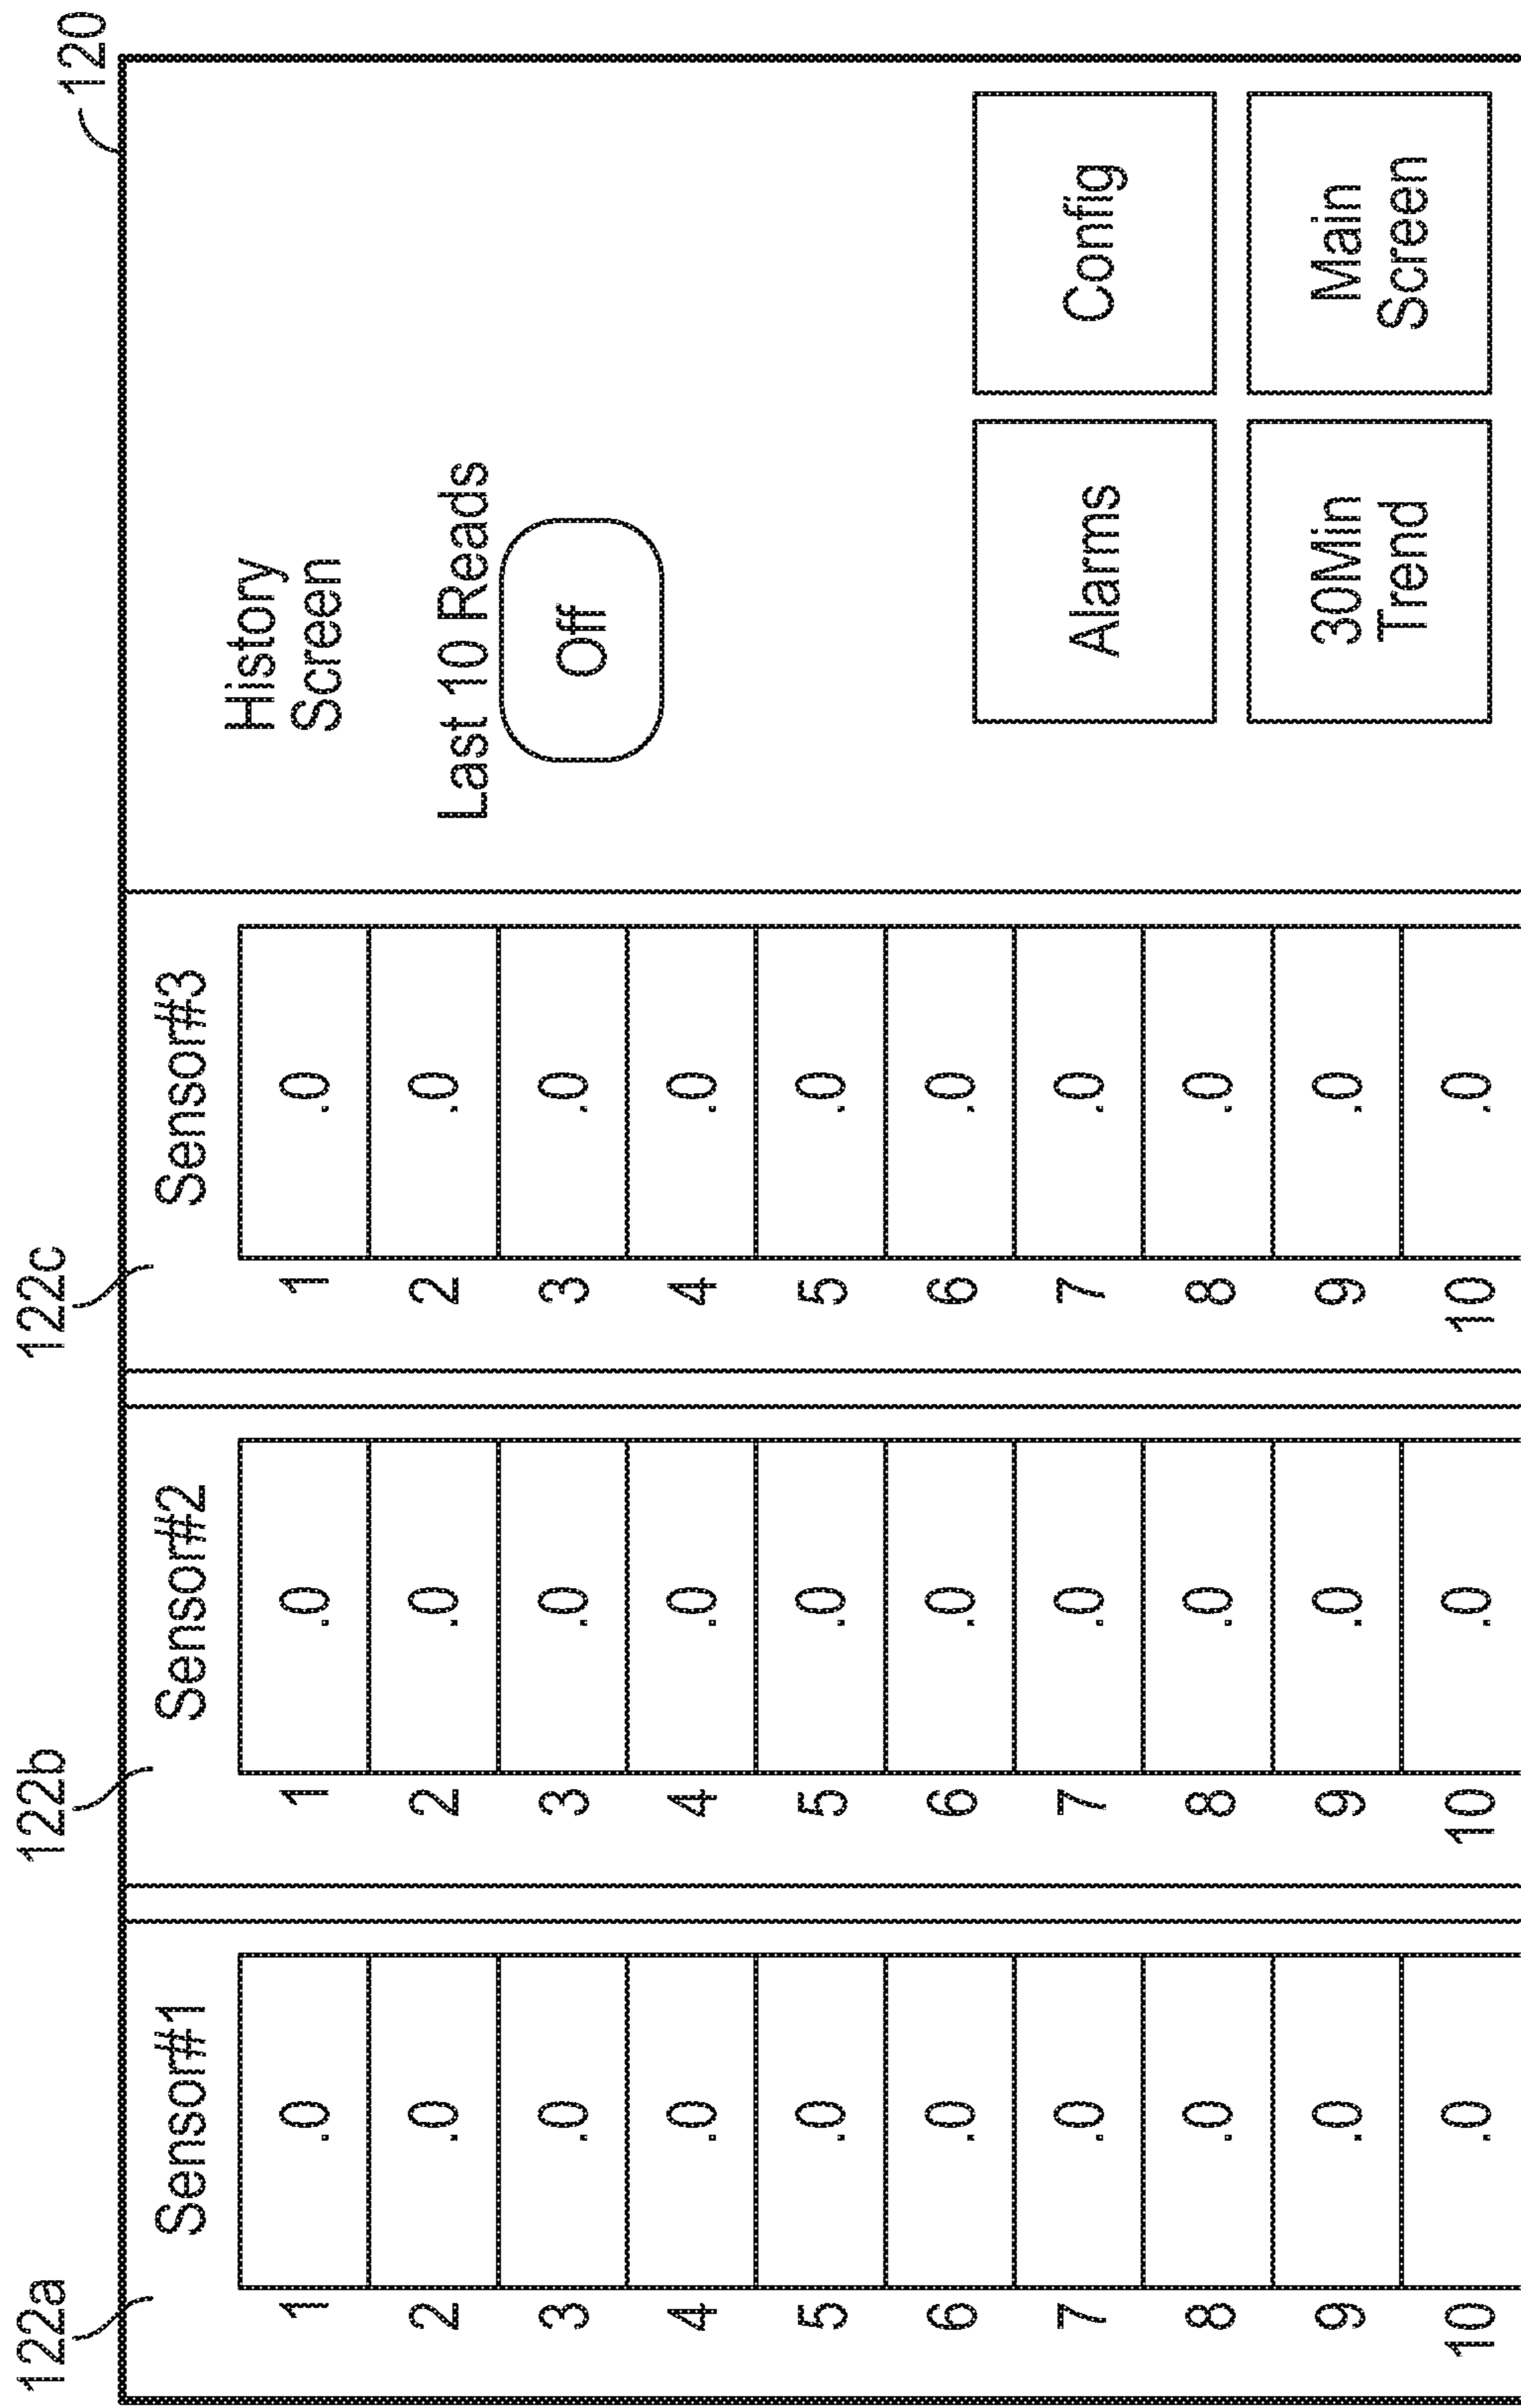 122a
122b
122c
120
Sensor#1
1 .0
2 .0
3 .0
4 .0
5 .0
6 .0
7 .0
8 .0
9 .0
10 .0
Sensor#2
1 .0
2 .0
3 .0
4 .0
5 .0
6 .0
7 .0
8 .0
9 .0
10 .0
Sensor#3
1 .0
2 .0
3 .0
4 .0
5 .0
6 .0
7 .0
8 .0
9 .0
10 .0
History
Screen
Last 10 Reads
Off
Alarms
Config
30Min
Trend
Main
Screen